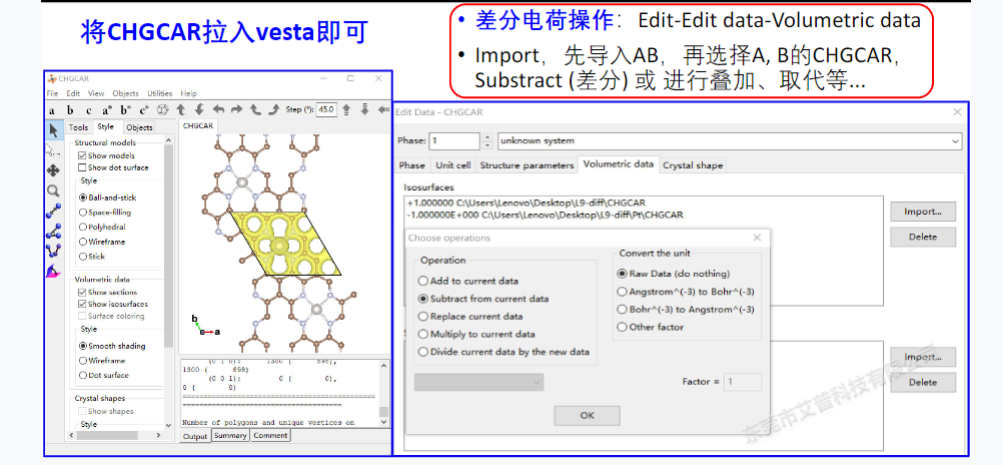 将CHGCAR拉入vesta即可
• 差分电荷操作：Edit-Edit data-Volumetric data
• Import，先导入AB，再选择A, B的CHGCAR，
Substract (差分) 或 进行叠加、取代等...
CHGCAR
File Edit View Objects Utilities Help
a b c a* b* c* Step (°): 45.0
Tools Style Objects
CHGCAR
Structural models
Show models
Show dot surface
Style
Ball-and-stick
Space-filling
Polyhedral
Wireframe
Stick
Volumetric data
Show sections
Show isosurfaces
Surface coloring
Style
Smooth shading
Wireframe
Dot surface
Crystal shapes
Show shapes
Style
b
a
1300 ( 898)
(0 0 1): 0 ( 0),
0 ( 0)
Number of polygons and unique vertices on
Output Summary Comment
Edit Data - CHGCAR
Phase: 1 unknown system
Phase Unit cell Structure parameters Volumetric data Crystal shape
Isosurfaces
+1.000000 C:\Users\Lenovo\Desktop\L9-diff\CHGCAR
-1.000000E+000 C:\Users\Lenovo\Desktop\L9-diff\Pt\CHGCAR
Import...
Delete
Choose operations
Operation
Add to current data
Subtract from current data
Replace current data
Multiply to current data
Divide current data by the new data
Convert the unit
Raw Data (do nothing)
Angstrom^(-3) to Bohr^(-3)
Bohr^(-3) to Angstrom^(-3)
Other factor
Factor = 1
OK
Import...
Delete
东莞市艾普科技有限公司